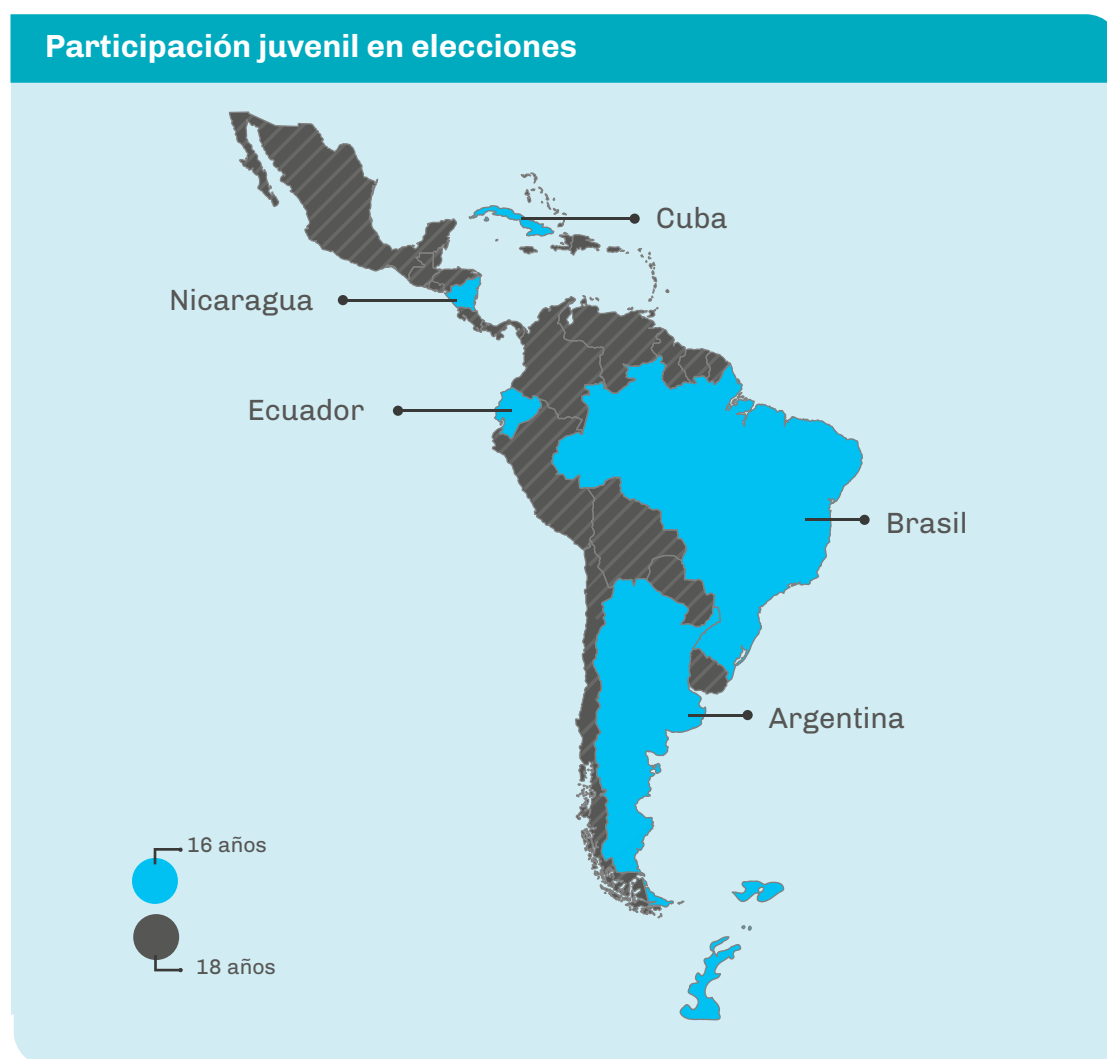 Participación juvenil en elecciones
Cuba
Nicaragua
Ecuador
Brasil
Argentina
16 años
18 años